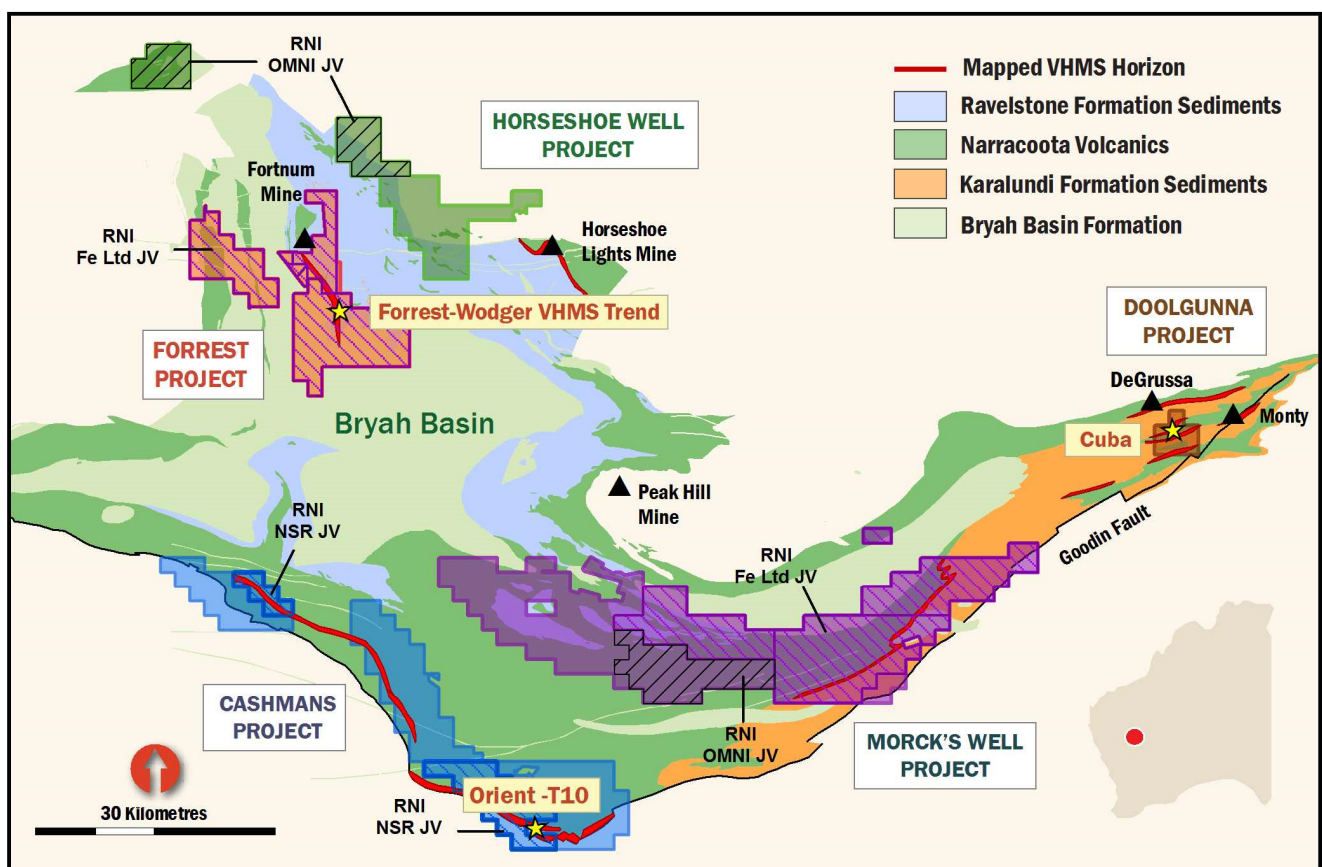 RNI
OMNI JV
HORSESHOE WELL
PROJECT
Mapped VHMS Horizon
Ravelstone Formation Sediments
Narracoota Volcanics
Karalundi Formation Sediments
Bryah Basin Formation
Fortnum
Mine
RNI
Fe Ltd JV
Horseshoe
Lights Mine
Forrest-Wodger VHMS Trend
FORREST
PROJECT
DOOLGUNNA
PROJECT
DeGrussa
Monty
Cuba
Bryah Basin
Peak Hill
Mine
RNI
NSR JV
Goodin Fault
RNI
Fe Ltd JV
CASHMANS
PROJECT
RNI
OMNI JV
MORCK'S WELL
PROJECT
30 Kilometres
Orient -T10
RNI
NSR JV